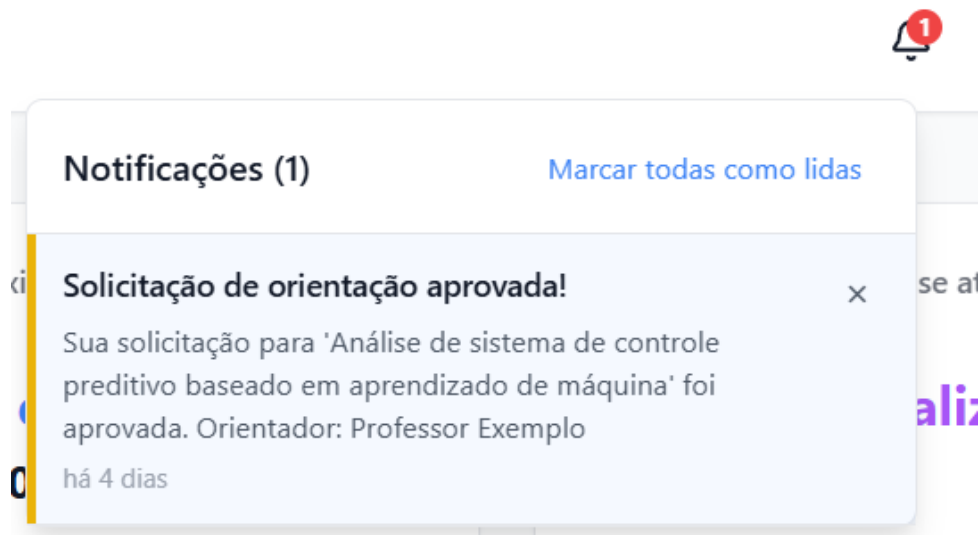 1
Notificações (1)
Marcar todas como lidas
Solicitação de orientação aprovada!
×
se
Sua solicitação para 'Análise de sistema de controle
preditivo baseado em aprendizado de máquina' foi
aprovada. Orientador: Professor Exemplo
há 4 dias